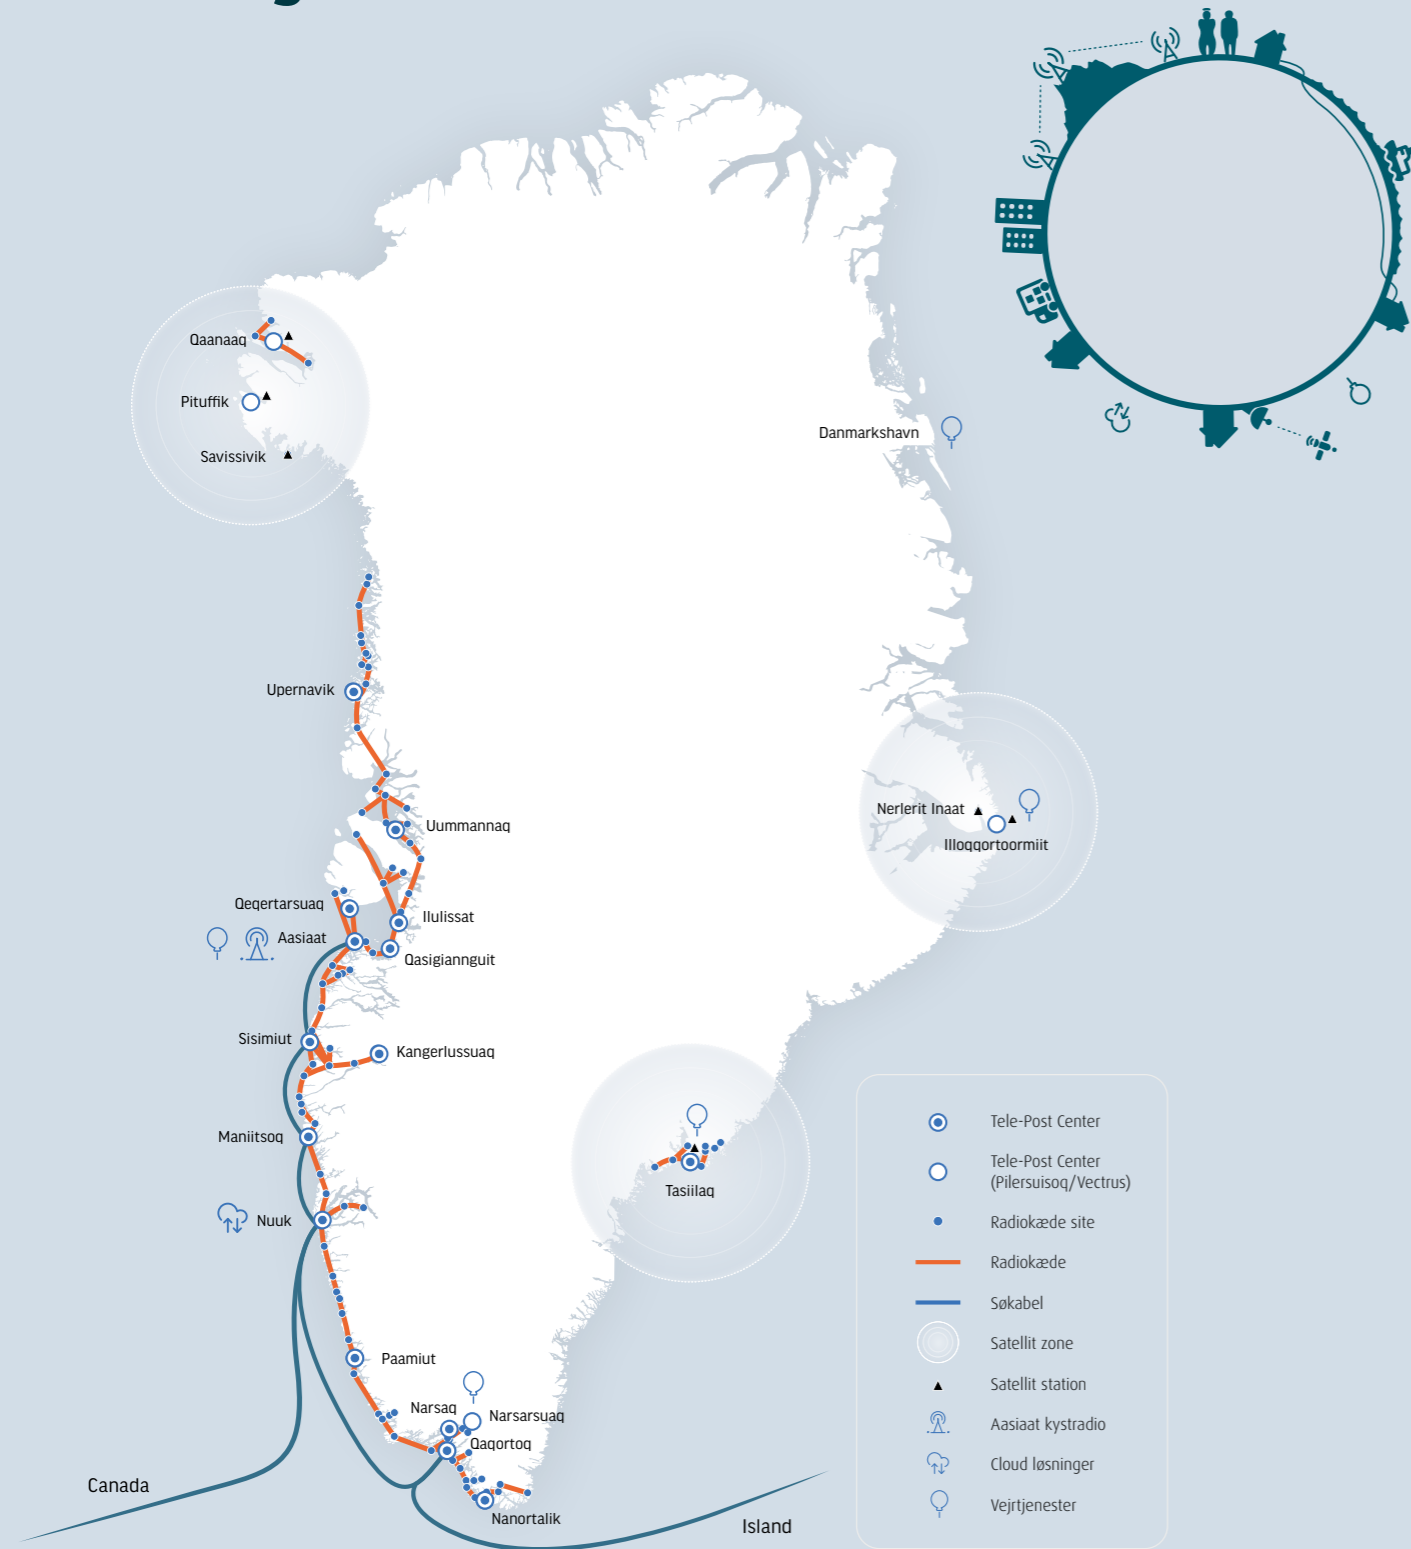 Qaanaaq
Pituffik
Savissivik
Danmarkshavn
Upernavik
Nerlerit Inaat
Illoqqortoormiit
Uummannaq
Qeqertarsuaq
Ilulissat
Aasiaat
Qasigiannguit
Sisimiut
Kangerlussuaq
Maniitsoq
Tasiilaq
Nuuk
Paamiut
Narsaq
Narsarsuaq
Qaqortoq
Nanortalik
Canada
Island
Tele-Post Center
Tele-Post Center
(Pilersuisoq/Vectrus)
Radiokæde site
Radiokæde
Søkabel
Satellit zone
Satellit station
Aasiaat kystradio
Cloud løsninger
Vejrtjenester